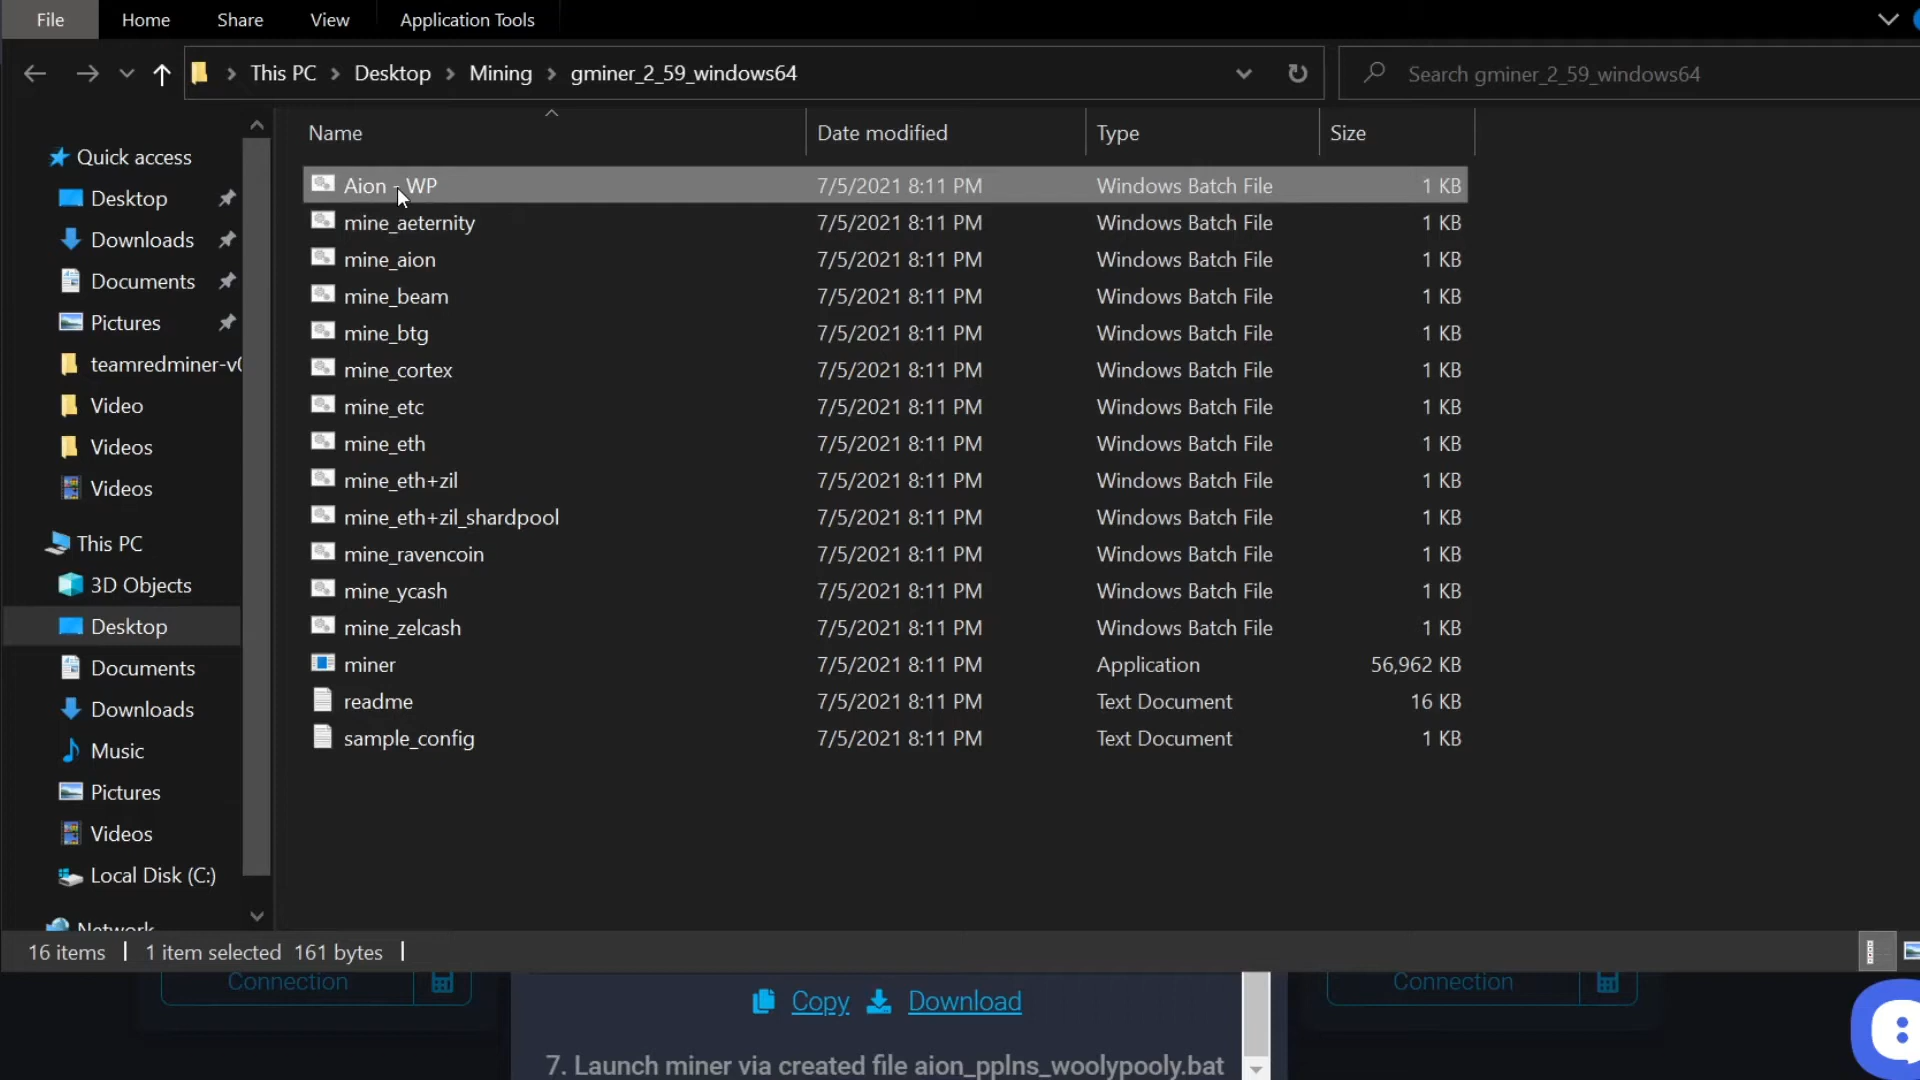 File Home Share View Application Tools
This PC > Desktop > Mining > gminer_2_59_windows64
Search gminer_2_59_windows64
Name Date modified Type Size
Quick access
Desktop
Downloads
Documents
Pictures
teamredminer-v0
Video
Videos
Videos
This PC
3D Objects
Desktop
Documents
Downloads
Music
Pictures
Videos
Local Disk (C:)
Network
Aion - WP 7/5/2021 8:11 PM Windows Batch File 1 KB
mine_aeternity 7/5/2021 8:11 PM Windows Batch File 1 KB
mine_aion 7/5/2021 8:11 PM Windows Batch File 1 KB
mine_beam 7/5/2021 8:11 PM Windows Batch File 1 KB
mine_btg 7/5/2021 8:11 PM Windows Batch File 1 KB
mine_cortex 7/5/2021 8:11 PM Windows Batch File 1 KB
mine_etc 7/5/2021 8:11 PM Windows Batch File 1 KB
mine_eth 7/5/2021 8:11 PM Windows Batch File 1 KB
mine_eth+zil 7/5/2021 8:11 PM Windows Batch File 1 KB
mine_eth+zil_shardpool 7/5/2021 8:11 PM Windows Batch File 1 KB
mine_ravencoin 7/5/2021 8:11 PM Windows Batch File 1 KB
mine_ycash 7/5/2021 8:11 PM Windows Batch File 1 KB
mine_zelcash 7/5/2021 8:11 PM Windows Batch File 1 KB
miner 7/5/2021 8:11 PM Application 56,962 KB
readme 7/5/2021 8:11 PM Text Document 16 KB
sample_config 7/5/2021 8:11 PM Text Document 1 KB
16 items 1 item selected 161 bytes
Connection
Copy Download
Connection
7. Launch miner via created file aion_pplns_woolypooly.bat